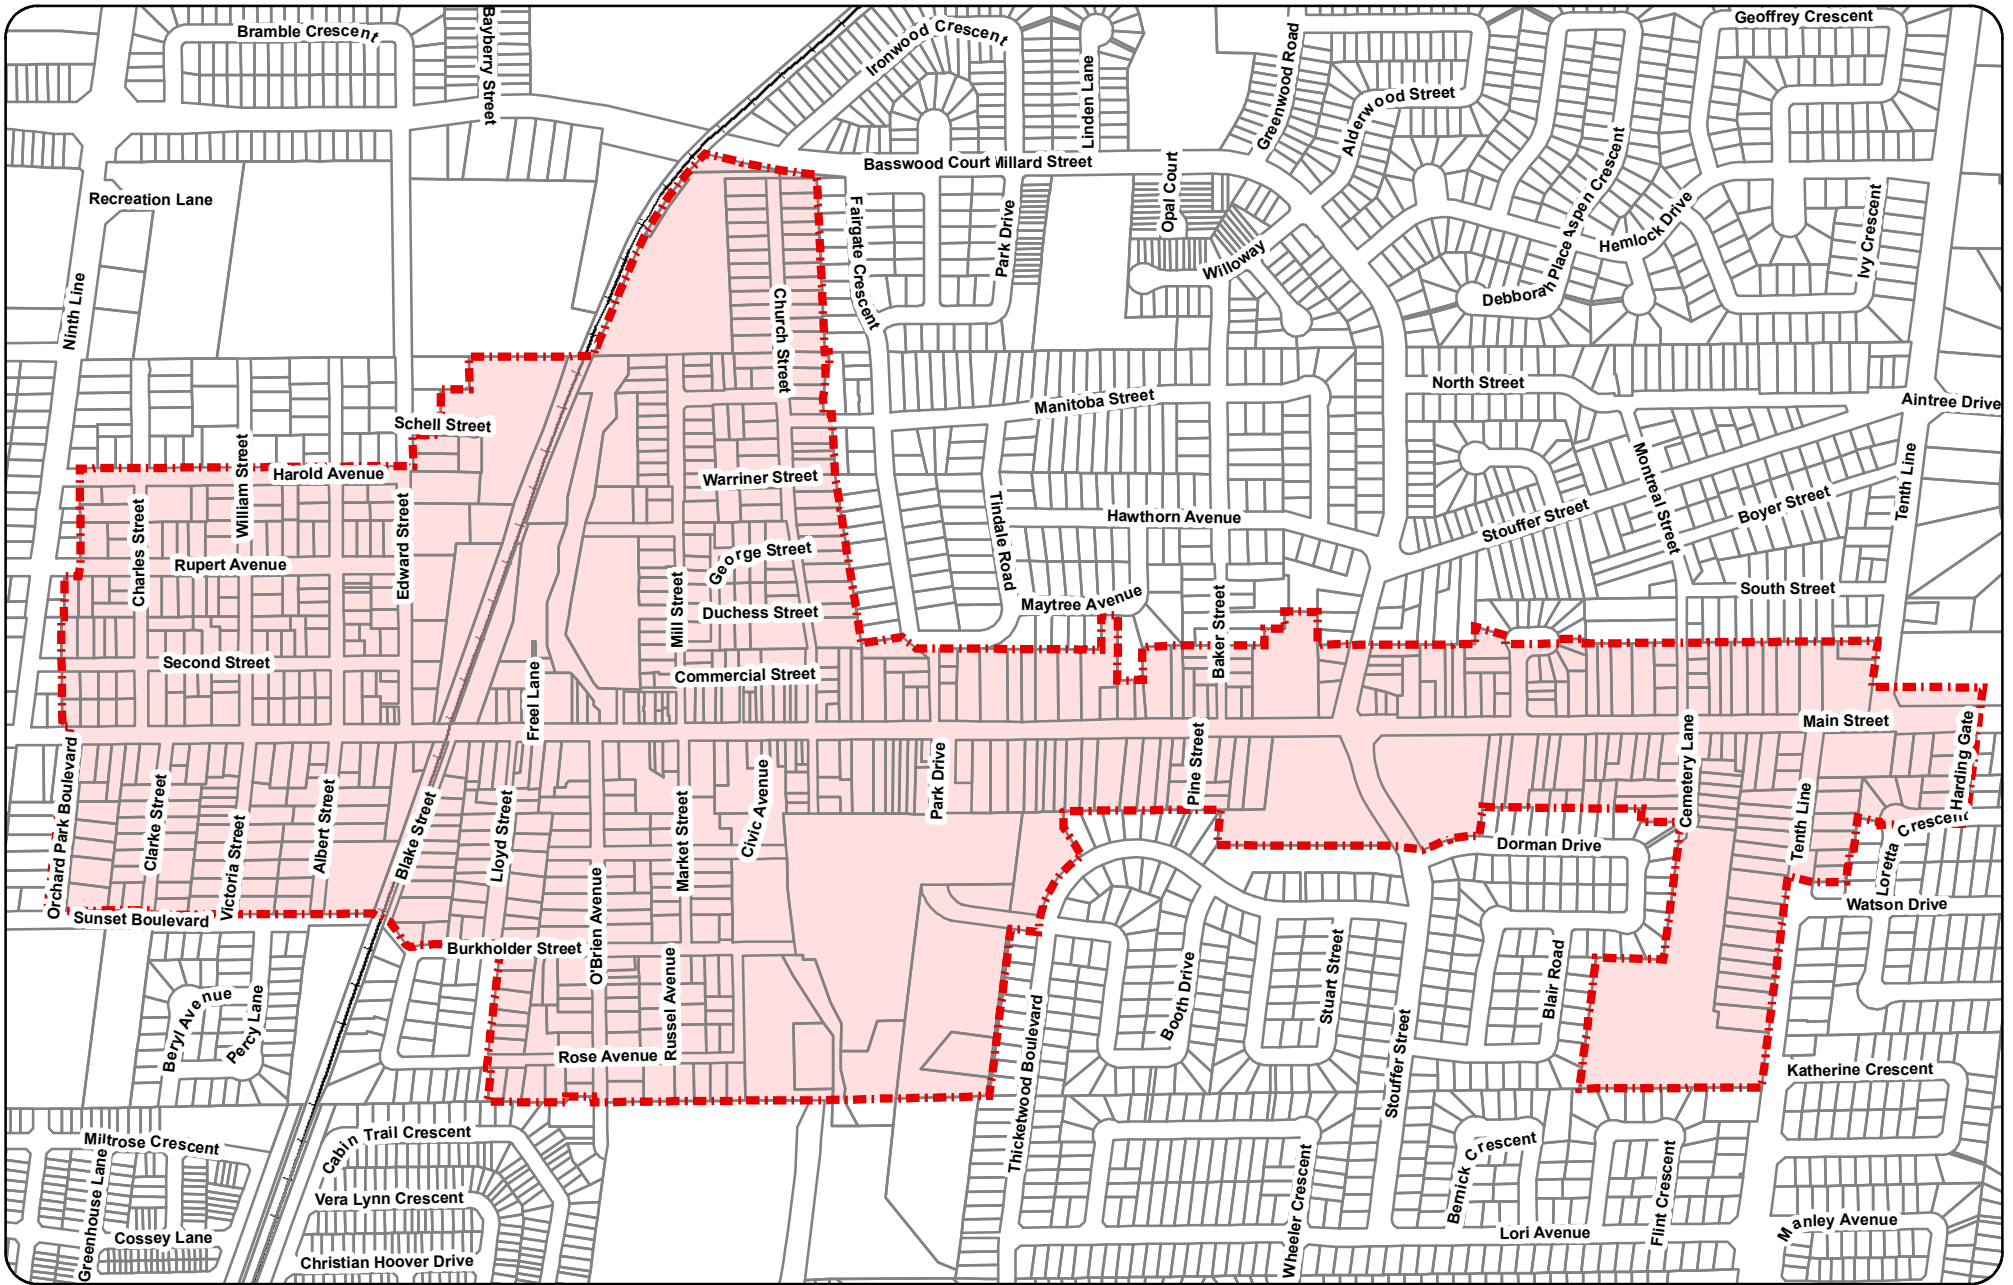 Bramble Crescent
Bayberry Street
Ironwood Crescent
Linden Lane
Greenwood Road
Alderwood Street
Geoffrey Crescent
Recreation Lane
Basswood Court
Millard Street
Opal Court
Aspen Crescent
Hemlock Drive
Ivy Crescent
Fairgate Crescent
Park Drive
Willoway
Debborah Place
Ninth Line
Church Street
North Street
Manitoba Street
Aintree Drive
Schell Street
William Street
Harold Avenue
Warriner Street
Montreal Street
Tenth Line
Charles Street
Edward Street
Tindale Road
Hawthorn Avenue
Stouffer Street
Boyer Street
Rupert Avenue
George Street
Mill Street
Duchess Street
Maytree Avenue
Baker Street
South Street
Second Street
Freel Lane
Commercial Street
Main Street
Orchard Park Boulevard
Clarke Street
Victoria Street
Albert Street
Blake Street
Lloyd Street
Market Street
Civic Avenue
Park Drive
Pine Street
Cemetery Lane
Tenth Line
Harding Gate
Loretta Crescent
Dorman Drive
Watson Drive
Sunset Boulevard
Burkholder Street
O'Brien Avenue
Russel Avenue
Beryl Avenue
Percy Lane
Rose Avenue
Thicketwood Boulevard
Booth Drive
Stuart Street
Stouffer Street
Blair Road
Katherine Crescent
Miltrose Crescent
Greenhouse Lane
Cossey Lane
Cabin Trail Crescent
Vera Lynn Crescent
Christian Hoover Drive
Wheeler Crescent
Bernick Crescent
Lori Avenue
Flint Crescent
Manley Avenue